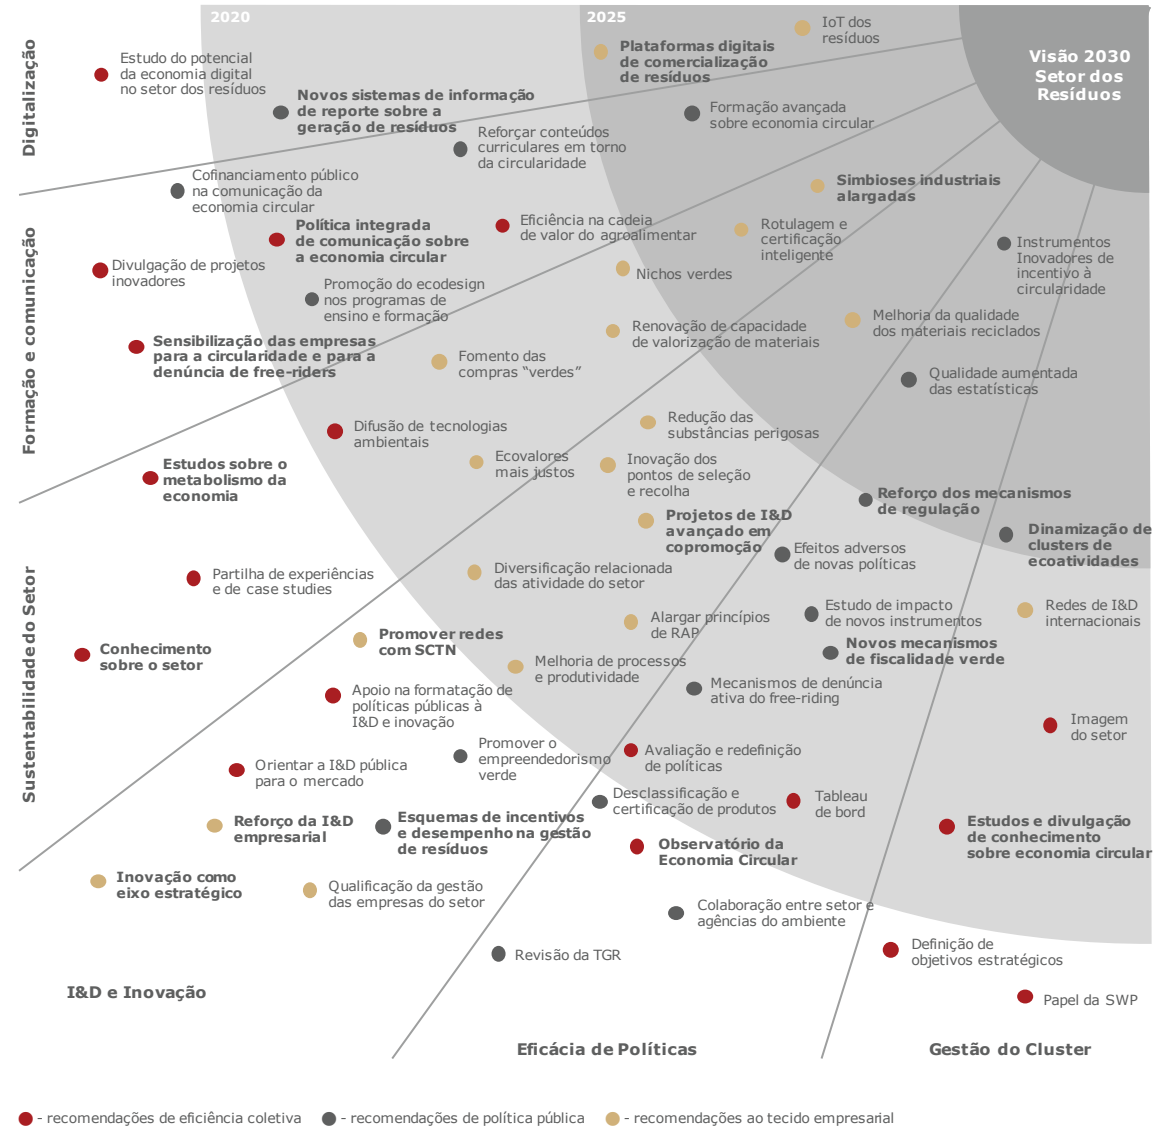 2020
2025
Visão 2030
Setor dos
Resíduos
Digitalização
Estudo do potencial
da economia digital
no setor dos resíduos
Novos sistemas de informação
de reporte sobre a
geração de resíduos
Plataformas digitais
de comercialização
de resíduos
IoT dos
resíduos
Formação e comunicação
Formação avançada
sobre economia circular
Reforçar conteúdos
curriculares em torno
da circularidade
Cofinanciamento público
na comunicação da
economia circular
Política integrada
de comunicação sobre
a economia circular
Eficiência na cadeia
de valor do agroalimentar
Divulgação de projetos
inovadores
Promoção do ecodesign
nos programas de
ensino e formação
Sensibilização das empresas
para a circularidade e para a
denúncia de free-riders
Sustentabilidade do Setor
Simbioses industriais
alargadas
Rotulagem e
certificação
inteligente
Nichos verdes
Renovação de capacidade
de valorização de materiais
Fomento das
compras “verdes”
Difusão de tecnologias
ambientais
Ecovalores
mais justos
Estudos sobre o
metabolismo da
economia
Partilha de experiências
e de case studies
Conhecimento
sobre o setor
Instrumentos
Inovadores de
incentivo à
circularidade
Melhoria da qualidade
dos materiais reciclados
Qualidade aumentada
das estatísticas
Redução das
substâncias perigosas
Inovação dos
pontos de seleção
e recolha
Projetos de I&D
avançado em
copromoção
Diversificação relacionada
das atividade do setor
Alargar princípios
de RAP
Melhoria de processos
e produtividade
Promover redes
com SCTN
Apoio na formatação de
políticas públicas à
I&D e inovação
Promover o
empreendedorismo
verde
Orientar a I&D pública
para o mercado
Reforço da I&D
empresarial
Esquemas de incentivos
e desempenho na gestão
de resíduos
Inovação como
eixo estratégico
Qualificação da gestão
das empresas do setor
I&D e Inovação
Reforço dos mecanismos
de regulação
Dinamização de
clusters de
ecoatividades
Efeitos adversos
de novas políticas
Estudo de impacto
de novos instrumentos
Novos mecanismos
de fiscalidade verde
Mecanismos de denúncia
ativa do free-riding
Avaliação e redefinição
de políticas
Desclassificação e
certificação de produtos
Tableau
de bord
Observatório da
Economia Circular
Colaboração entre setor e
agências do ambiente
Revisão da TGR
Eficácia de Políticas
Redes de I&D
internacionais
Imagem
do setor
Estudos e divulgação
de conhecimento
sobre economia circular
Definição de
objetivos estratégicos
Papel da SWP
Gestão do Cluster
- recomendações de eficiência coletiva
- recomendações de política pública
- recomendações ao tecido empresarial